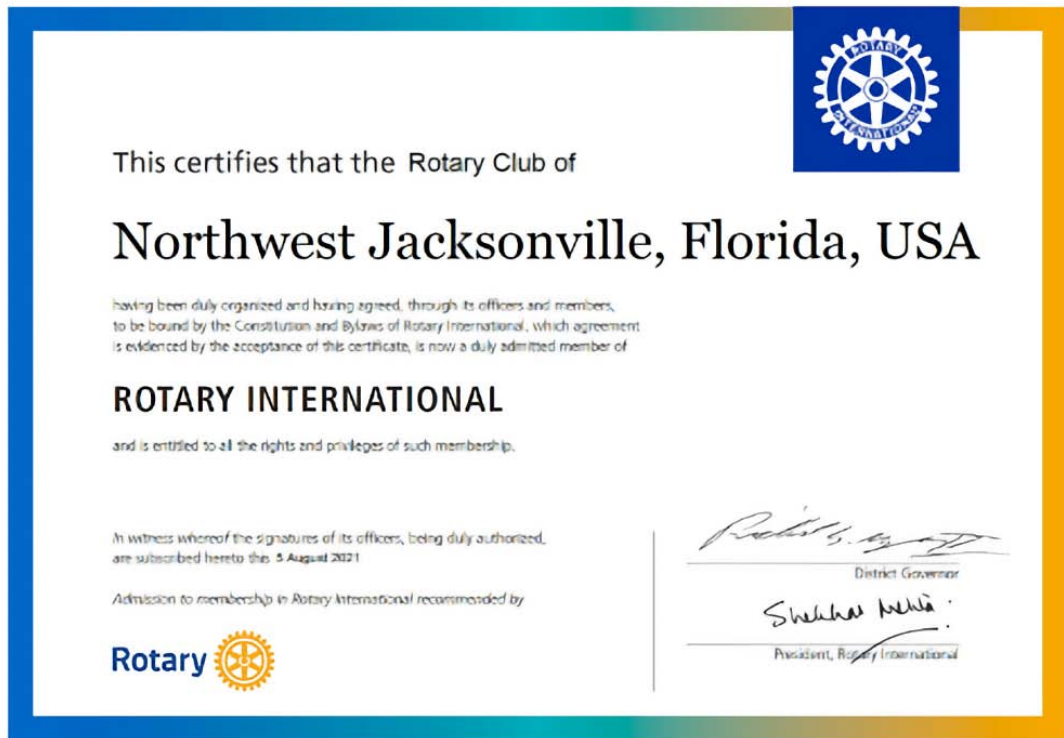 ROTARY
INTERNATIONAL
This certifies that the Rotary Club of
Northwest Jacksonville, Florida, USA
having been duly organized and having agreed, through its officers and members,
to be bound by the Constitution and Bylaws of Rotary International, which agreement
is evidenced by the acceptance of this certificate, is now a duly admitted member of
ROTARY INTERNATIONAL
and is entitled to all the rights and privileges of such membership.
In witness whereof the signatures of its officers, being duly authorized,
are subscribed hereto this 5 August 2021
Admission to membership in Rotary International recommended by
Rotary
District Governor
Shekhar Mehta
President, Rotary International